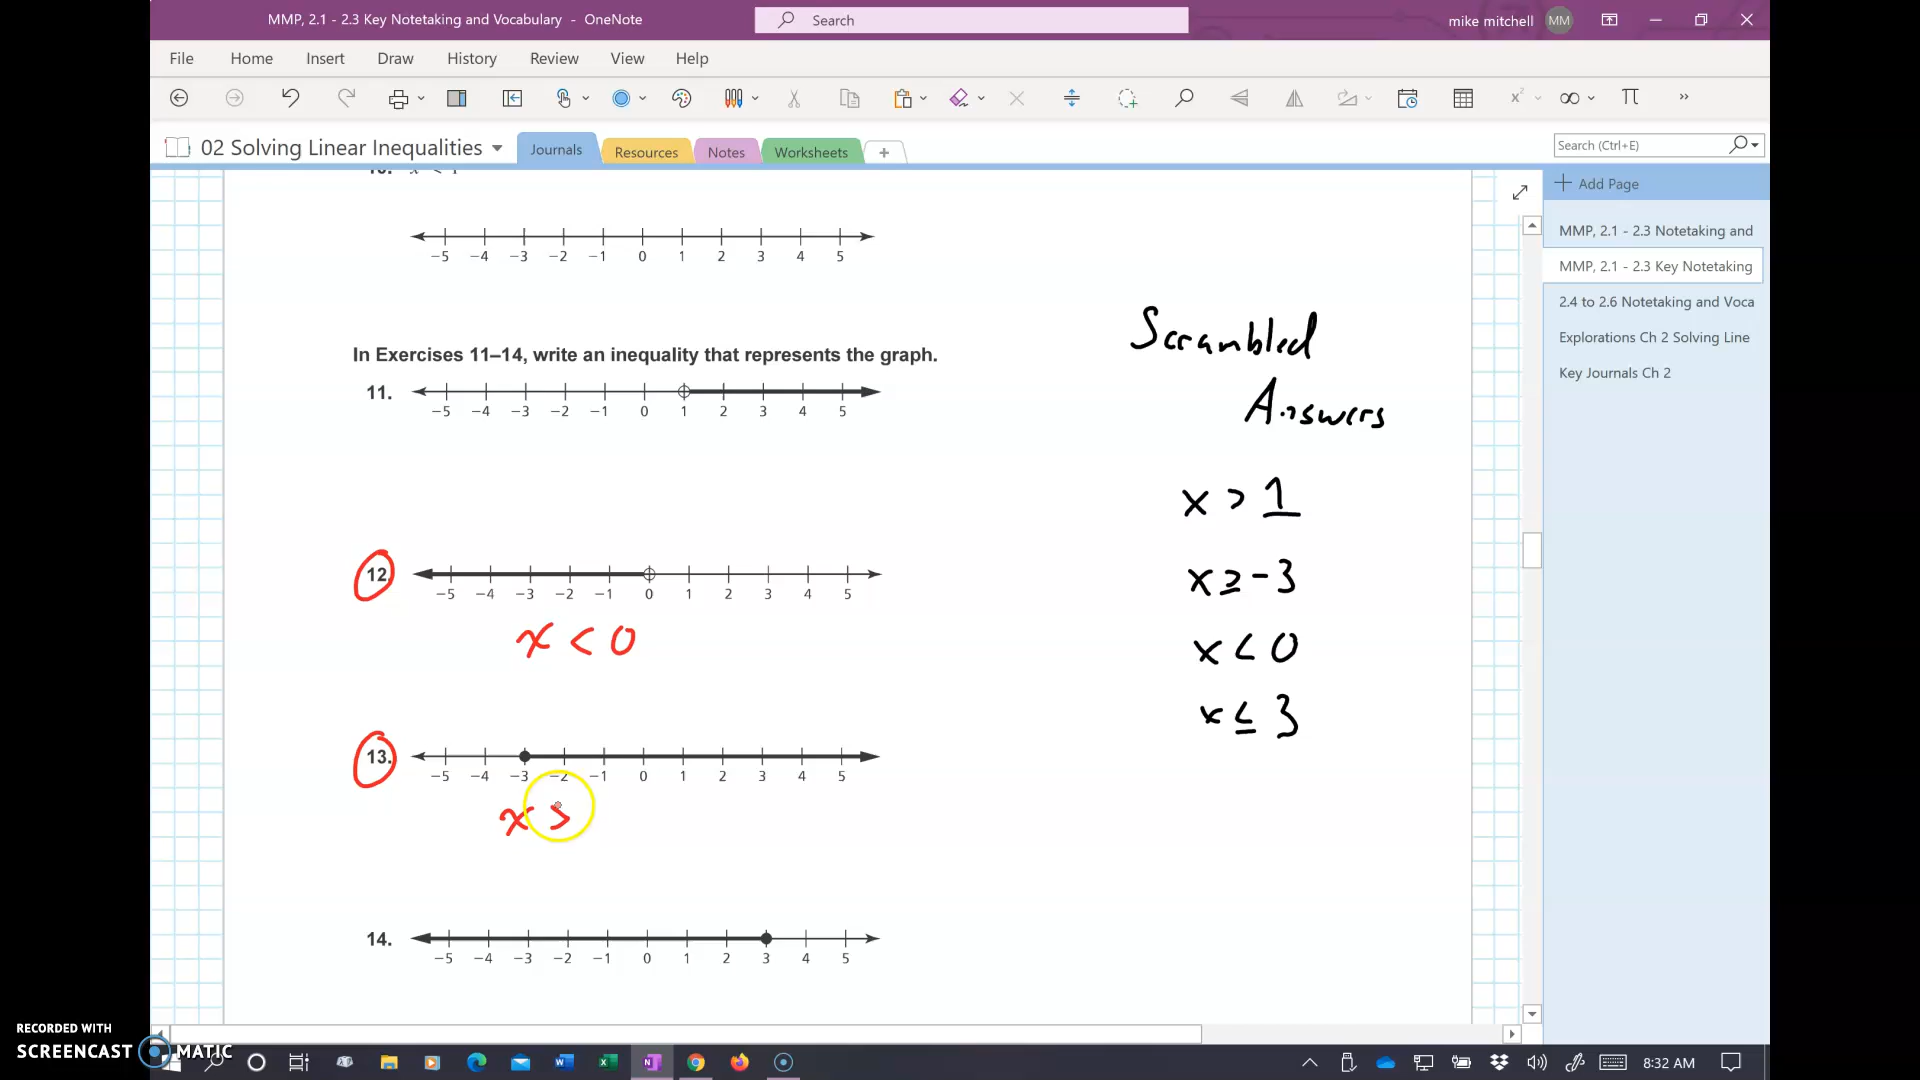 MMP, 2.1 - 2.3 Key Notetaking and Vocabulary - OneNote
Search
mike mitchell MM
File Home Insert Draw History Review View Help
02 Solving Linear Inequalities
Journals Resources Notes Worksheets +
Search (Ctrl+E)
Add Page
MMP, 2.1 - 2.3 Notetaking and
MMP, 2.1 - 2.3 Key Notetaking
2.4 to 2.6 Notetaking and Voca
Explorations Ch 2 Solving Line
Key Journals Ch 2
−5 −4 −3 −2 −1 0 1 2 3 4 5
In Exercises 11–14, write an inequality that represents the graph.
11.
−5 −4 −3 −2 −1 0 1 2 3 4 5
12.
−5 −4 −3 −2 −1 0 1 2 3 4 5
x < 0
13.
−5 −4 −3 −2 −1 0 1 2 3 4 5
x >
14.
−5 −4 −3 −2 −1 0 1 2 3 4 5
Scrambled
Answers
x > 1
x ≥ -3
x < 0
x ≤ 3
RECORDED WITH
SCREENCAST MATIC
8:32 AM